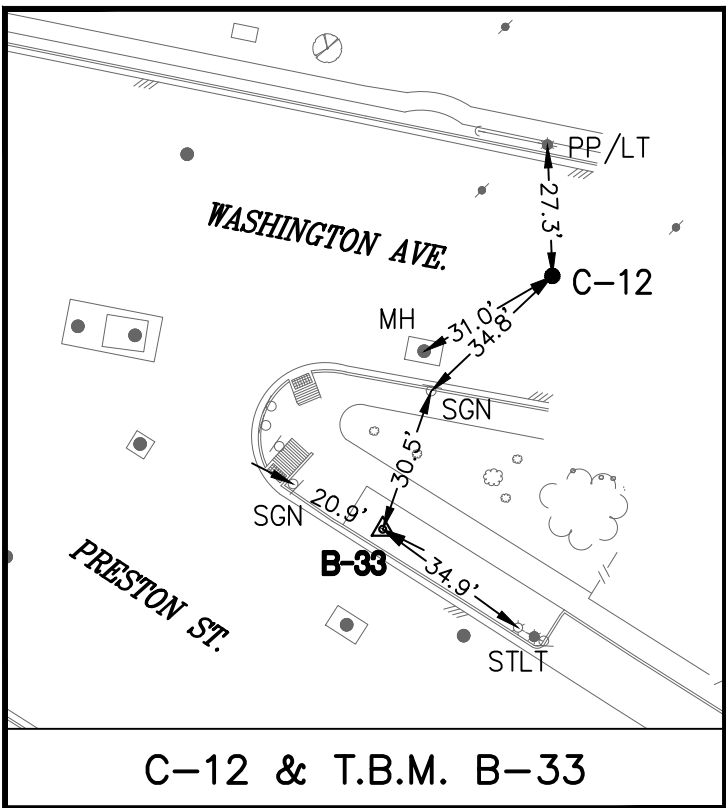 PP/LT
27.3'
WASHINGTON AVE.
C-12
MH
31.0'
34.8'
SGN
30.5'
20.9'
SGN
B-33
34.9'
PRESTON ST.
STLT
C-12 & T.B.M. B-33